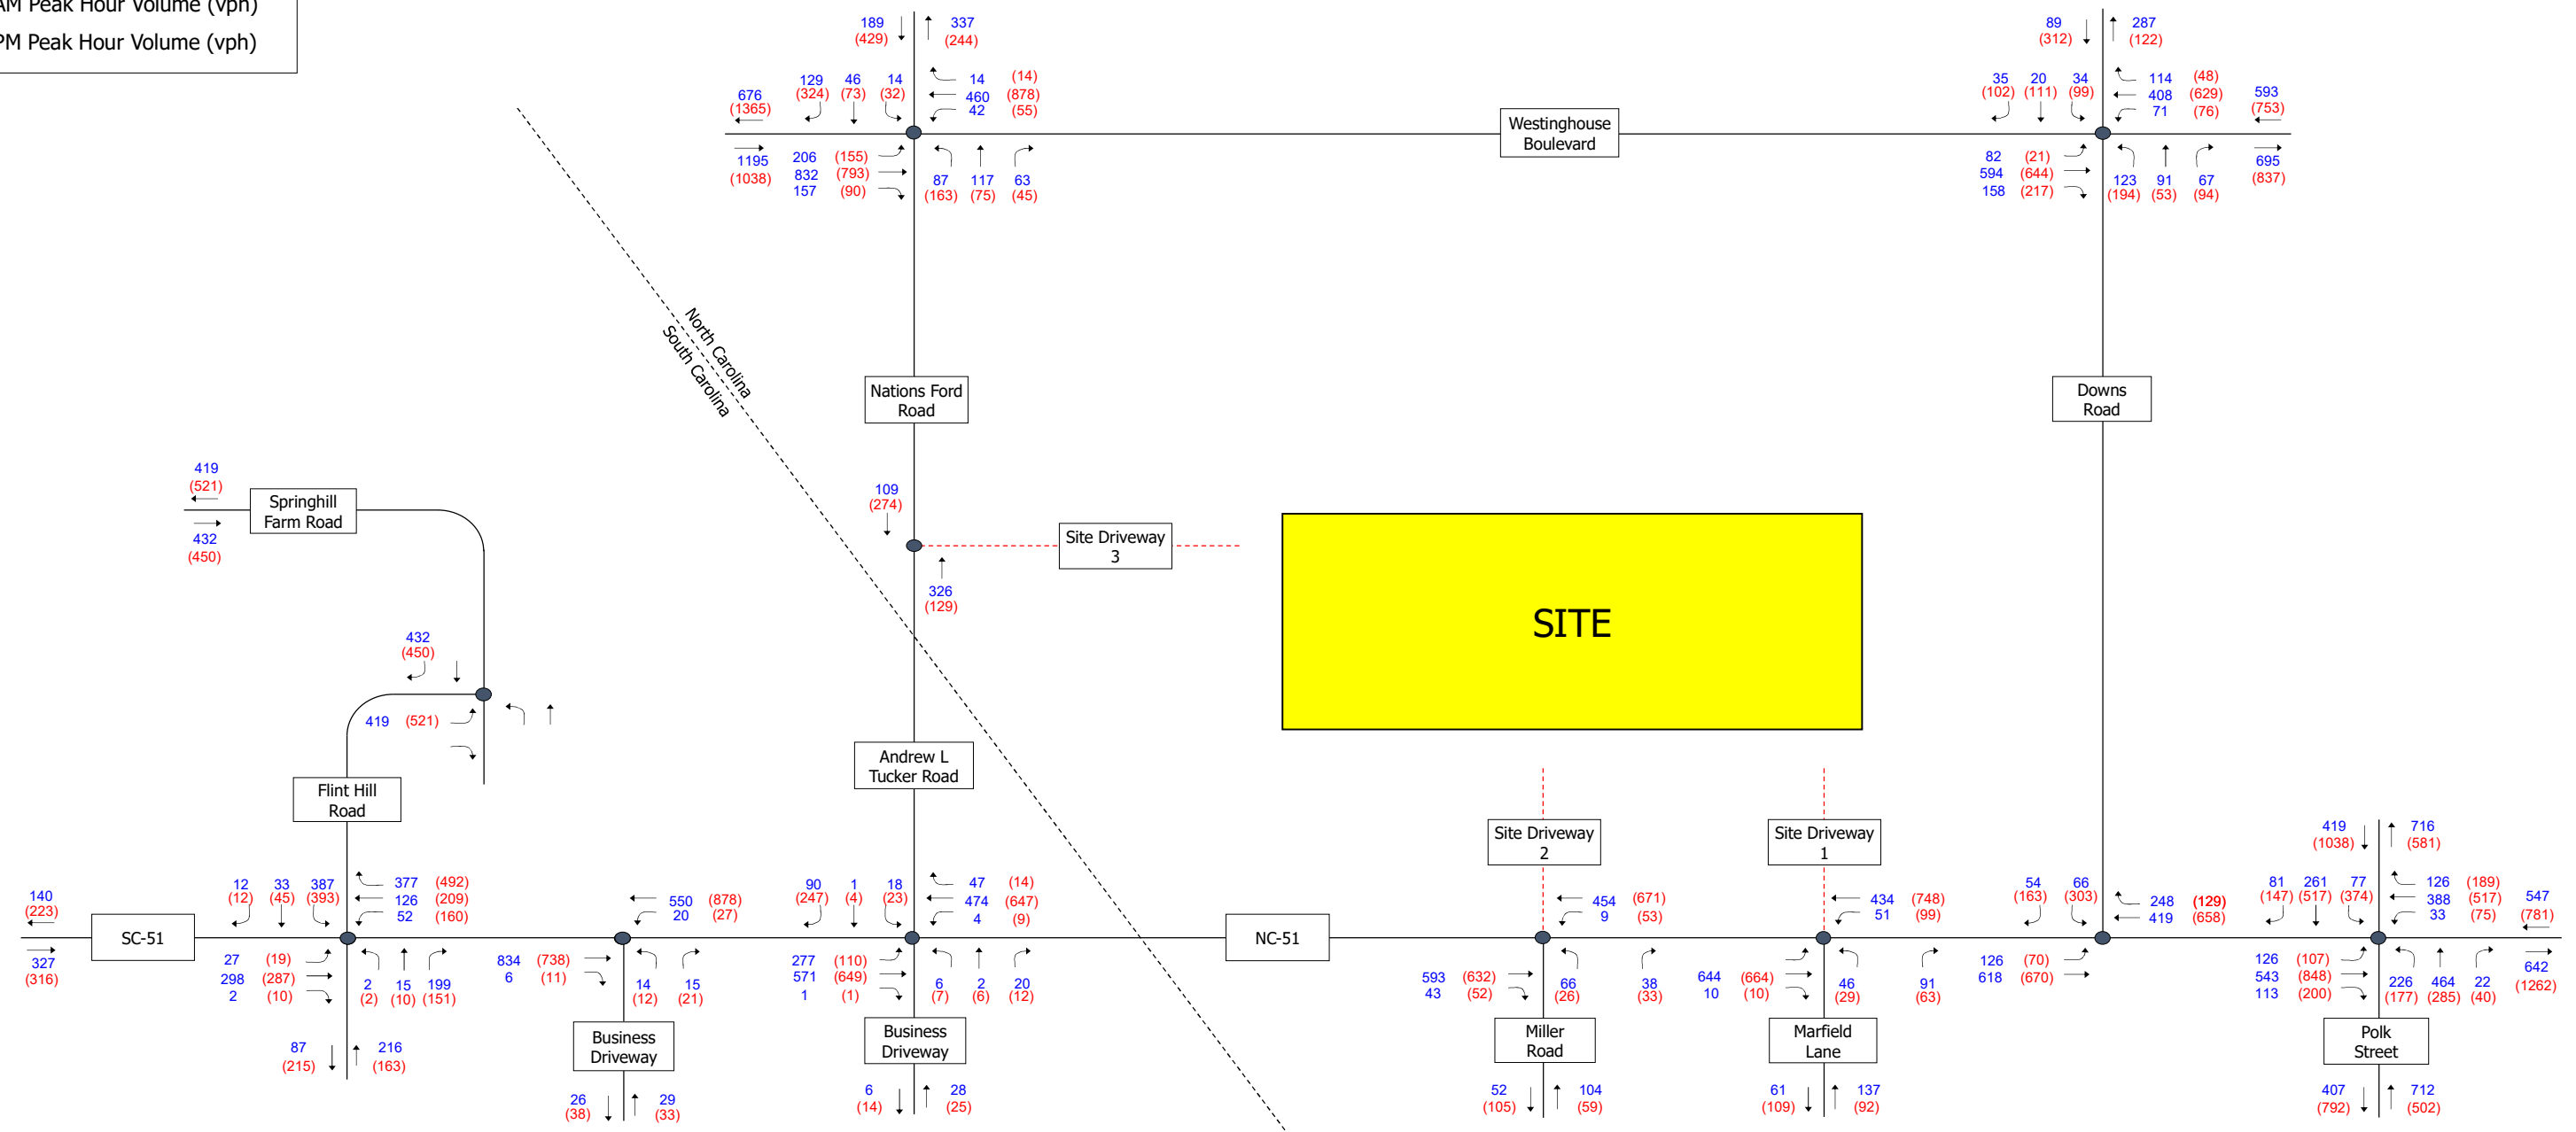 AM Peak Hour Volume (vph)
PM Peak Hour Volume (vph)
189 337
(429) (244)
129 46 14
(324) (73) (32)
14 (14)
460 (878)
42 (55)
676
(1365)
1195
(1038)
206 (155)
832 (793)
157 (90)
87 117 63
(163) (75) (45)
Westinghouse
Boulevard
89 287
(312) (122)
35 20 34
(102) (111) (99)
114 (48)
408 (629)
71 (76)
593
(753)
82 (21)
594 (644)
158 (217)
123 91 67
(194) (53) (94)
695
(837)
North Carolina
South Carolina
Nations Ford
Road
Downs
Road
419
(521)
Springhill
Farm Road
432
(450)
109
(274)
Site Driveway
3
326
(129)
SITE
432
(450)
419 (521)
Flint Hill
Road
Andrew L
Tucker Road
Site Driveway
2
Site Driveway
1
419 716
(1038) (581)
140
(223)
SC-51
327
(316)
12 33 387
(12) (45) (393)
377 (492)
126 (209)
52 (160)
27 (19)
298 (287)
2 (10)
2 15 199
(2) (10) (151)
87 216
(215) (163)
550 (878)
20 (27)
834 (738)
6 (11)
14 15
(12) (21)
Business
Driveway
26 29
(38) (33)
90 1 18
(247) (4) (23)
47 (14)
474 (647)
4 (9)
277 (110)
571 (649)
1 (1)
6 2 20
(7) (6) (12)
Business
Driveway
6 28
(14) (25)
NC-51
454 (671)
9 (53)
593 (632)
43 (52)
66 38
(26) (33)
Miller
Road
52 104
(105) (59)
434 (748)
51 (99)
644 (664)
10 (10)
46 91
(29) (63)
Marfield
Lane
61 137
(109) (92)
54 66
(163) (303)
248 (129)
419 (658)
126 (70)
618 (670)
81 261 77
(147) (517) (374)
126 (189)
388 (517)
33 (75)
547
(781)
126 (107)
543 (848)
113 (200)
226 464 22
(177) (285) (40)
642
(1262)
Polk
Street
407 712
(792) (502)